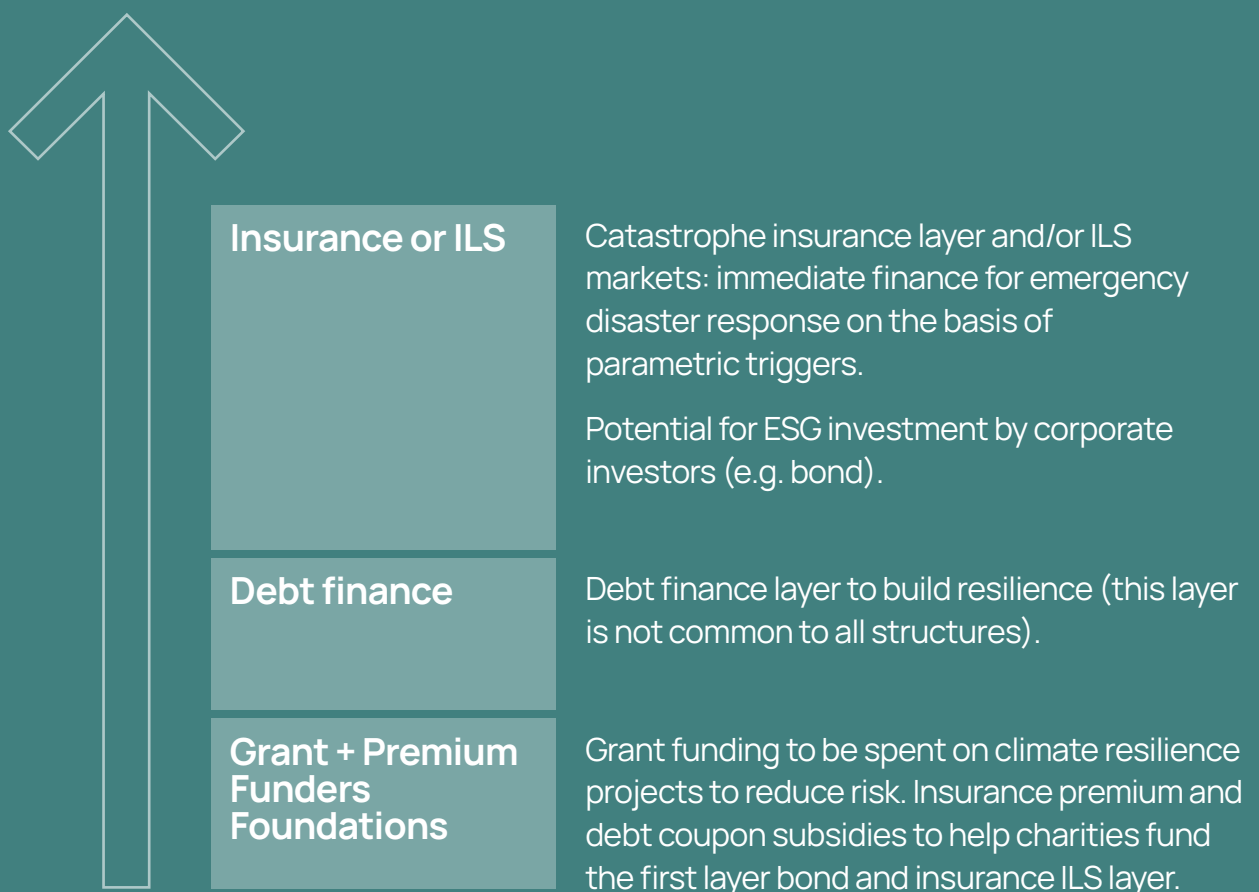 Insurance or ILS
Catastrophe insurance layer and/or ILS
markets: immediate finance for emergency
disaster response on the basis of
parametric triggers.
Potential for ESG investment by corporate
investors (e.g. bond).
Debt finance
Debt finance layer to build resilience (this layer
is not common to all structures).
Grant + Premium
Funders
Foundations
Grant funding to be spent on climate resilience
projects to reduce risk. Insurance premium and
debt coupon subsidies to help charities fund
the first layer bond and insurance ILS layer.